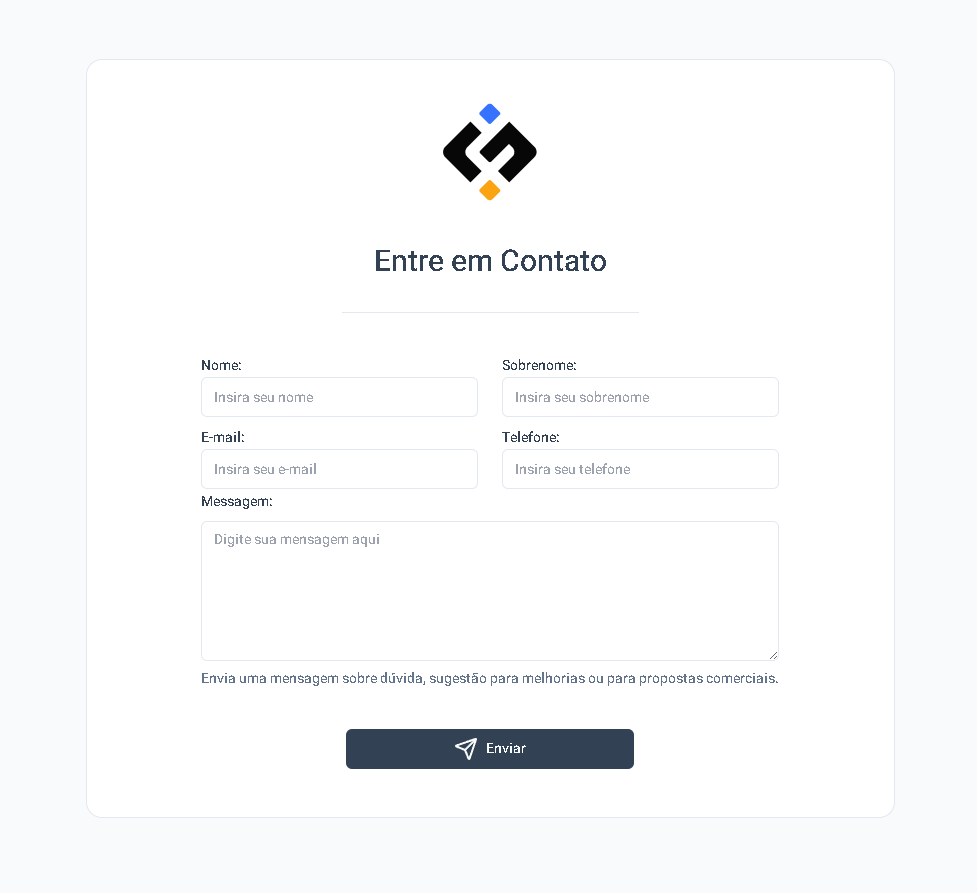 Entre em Contato
Nome:
Sobrenome:
Insira seu nome
Insira seu sobrenome
E-mail:
Telefone:
Insira seu e-mail
Insira seu telefone
Messagem:
Digite sua mensagem aqui
Envia uma mensagem sobre dúvida, sugestão para melhorias ou para propostas comerciais.
Enviar